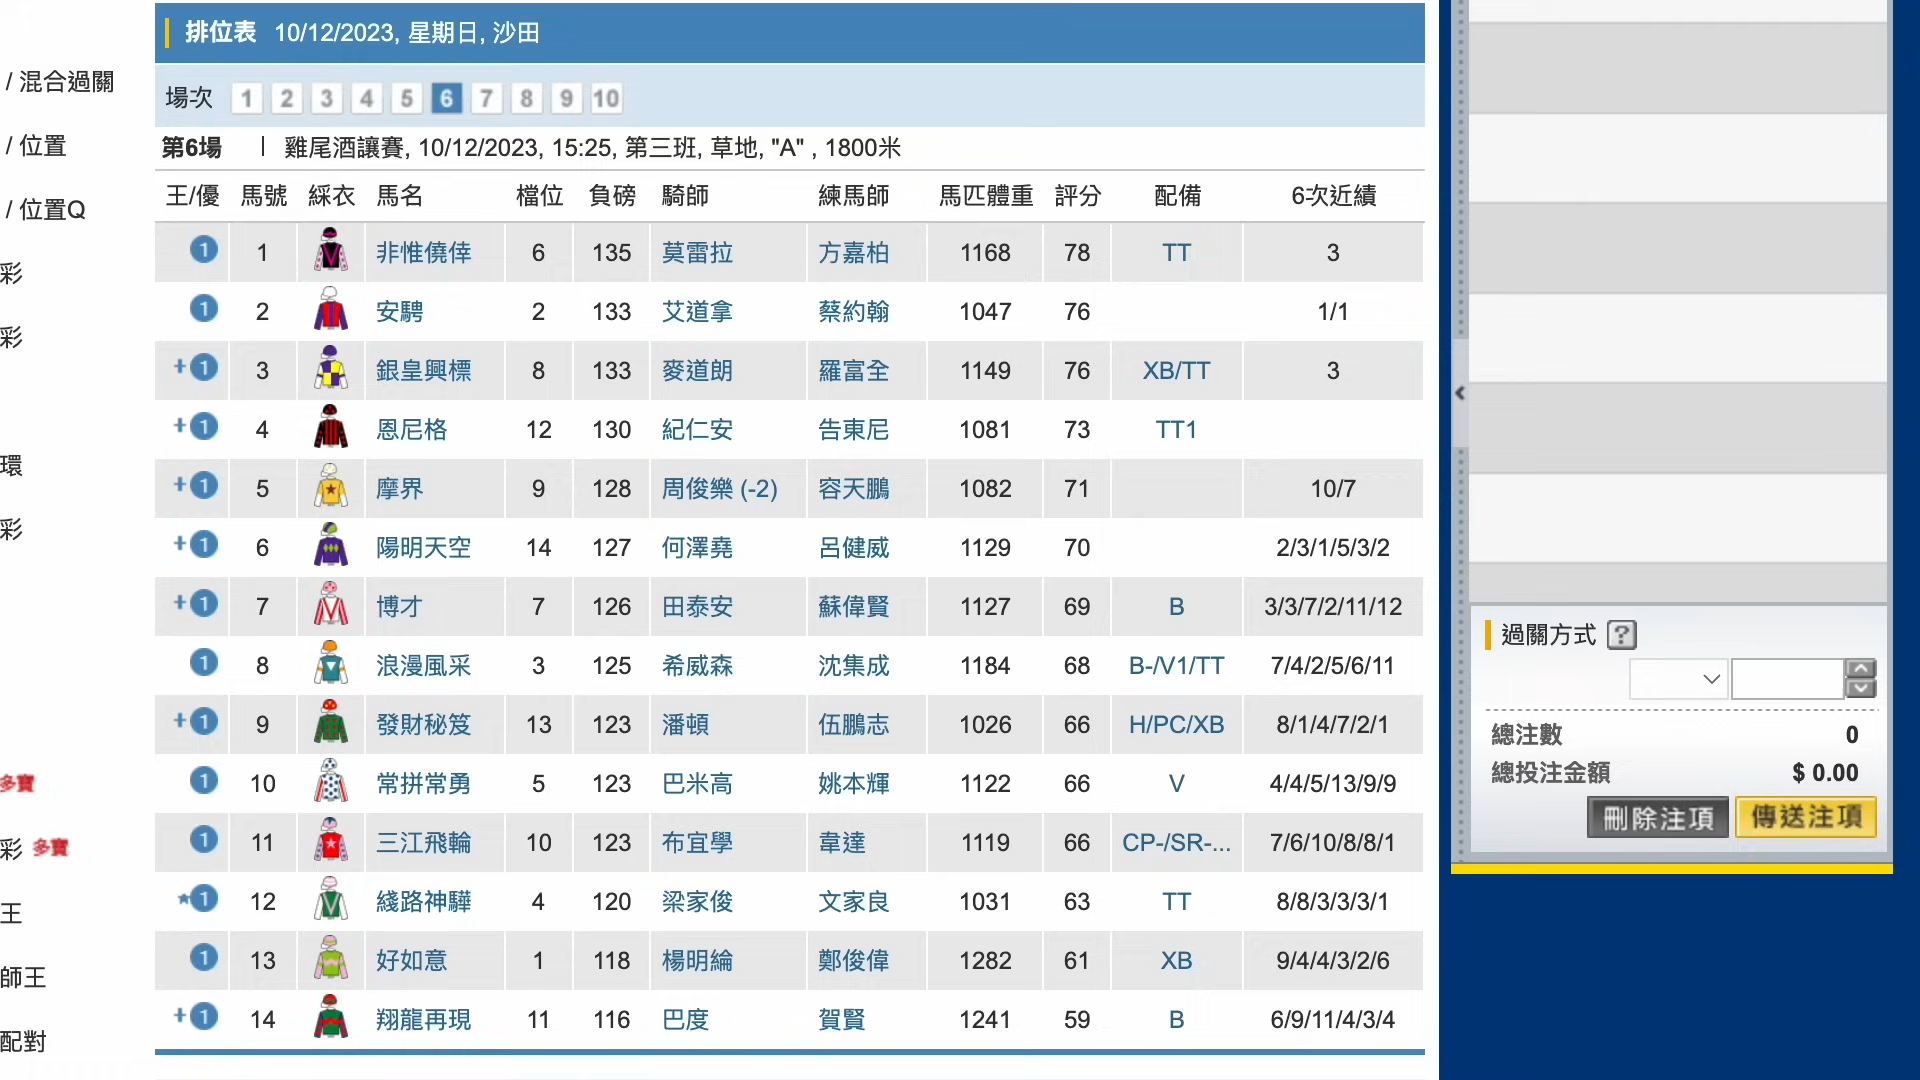 排位表 10/12/2023, 星期日, 沙田
/ 混合過關
/ 位置
/ 位置Q
彩
彩
環
彩
多寶
彩 多寶
王
師王
配對
場次 1 2 3 4 5 6 7 8 9 10
第6場 | 雞尾酒讓賽, 10/12/2023, 15:25, 第三班, 草地, "A" , 1800米
王/優 馬號 綵衣 馬名 檔位 負磅 騎師 練馬師 馬匹體重 評分 配備 6次近績
1 1 非惟僥倖 6 135 莫雷拉 方嘉柏 1168 78 TT 3
1 2 安騁 2 133 艾道拿 蔡約翰 1047 76 1/1
+ 1 3 銀皇興標 8 133 麥道朗 羅富全 1149 76 XB/TT 3
+ 1 4 恩尼格 12 130 紀仁安 告東尼 1081 73 TT1
+ 1 5 摩界 9 128 周俊樂 (-2) 容天鵬 1082 71 10/7
+ 1 6 陽明天空 14 127 何澤堯 呂健威 1129 70 2/3/1/5/3/2
+ 1 7 博才 7 126 田泰安 蘇偉賢 1127 69 B 3/3/7/2/11/12
1 8 浪漫風采 3 125 希威森 沈集成 1184 68 B-/V1/TT 7/4/2/5/6/11
+ 1 9 發財秘笈 13 123 潘頓 伍鵬志 1026 66 H/PC/XB 8/1/4/7/2/1
1 10 常拼常勇 5 123 巴米高 姚本輝 1122 66 V 4/4/5/13/9/9
1 11 三江飛輪 10 123 布宜學 韋達 1119 66 CP-/SR-... 7/6/10/8/8/1
★ 1 12 綫路神驊 4 120 梁家俊 文家良 1031 63 TT 8/8/3/3/3/1
1 13 好如意 1 118 楊明綸 鄭俊偉 1282 61 XB 9/4/4/3/2/6
+ 1 14 翔龍再現 11 116 巴度 賀賢 1241 59 B 6/9/11/4/3/4
過關方式 ?
總注數 0
總投注金額 $ 0.00
刪除注項 傳送注項